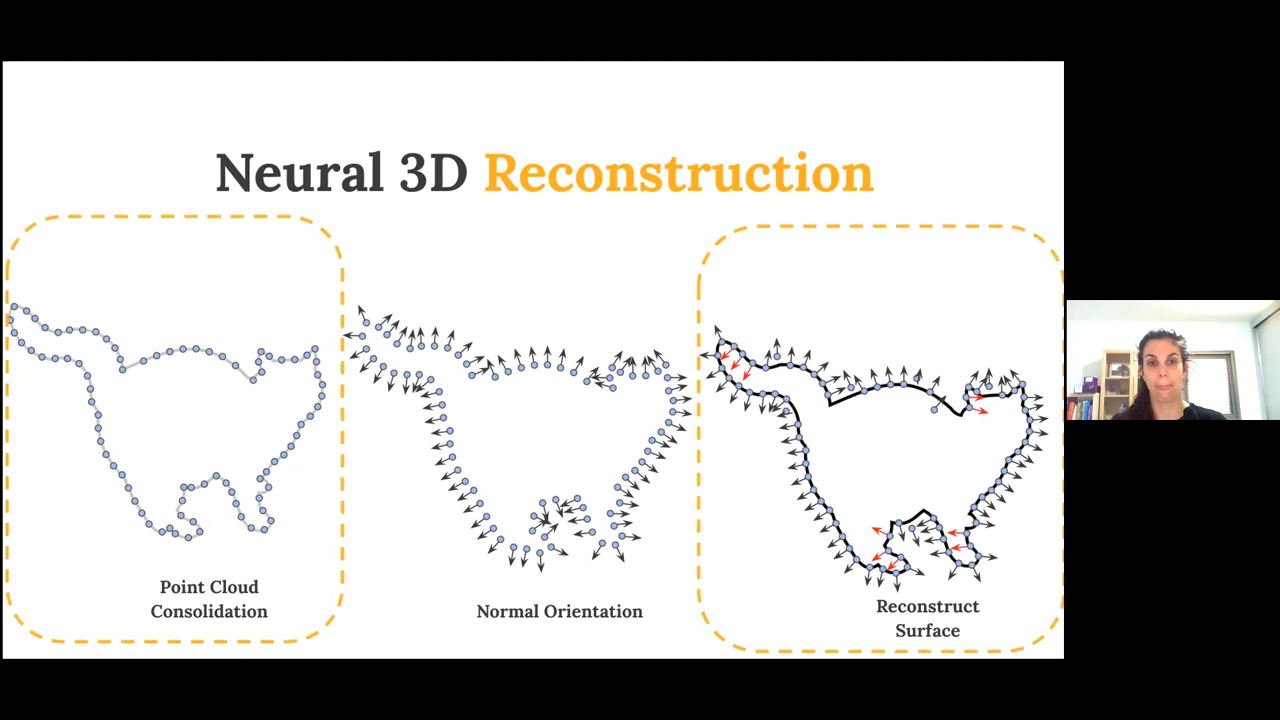 Neural 3D Reconstruction
Point Cloud
Consolidation
Normal Orientation
Reconstruct
Surface